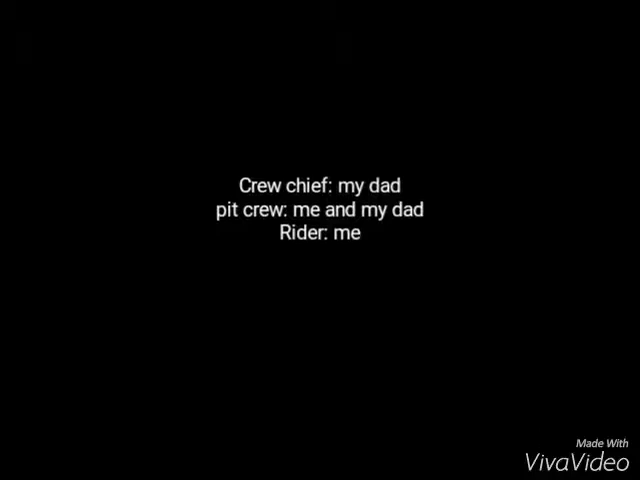 Crew chief: my dad
pit crew: me and my dad
Rider: me
Made With
VivaVideo